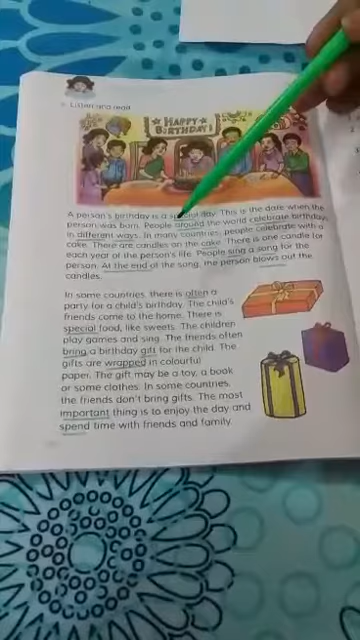 Listen and read
HAPPY
BIRTHDAY!
A person's birthday is a special day. This is the date when the
person was born. People around the world celebrate birthdays
in different ways. In many countries, people celebrate with a
cake. There are candles on the cake. There is one candle for
each year of the person's life. People sing a song for the
person. At the end of the song, the person blows out the
candles.
In some countries, there is often a
party for a child's birthday. The child's
friends come to the home. There is
special food, like sweets. The children
play games and sing. The friends often
bring a birthday gift for the child. The
gifts are wrapped in colourful
paper. The gift may be a toy, a book
or some clothes. In some countries,
the friends don't bring gifts. The most
important thing is to enjoy the day and
spend time with friends and family.